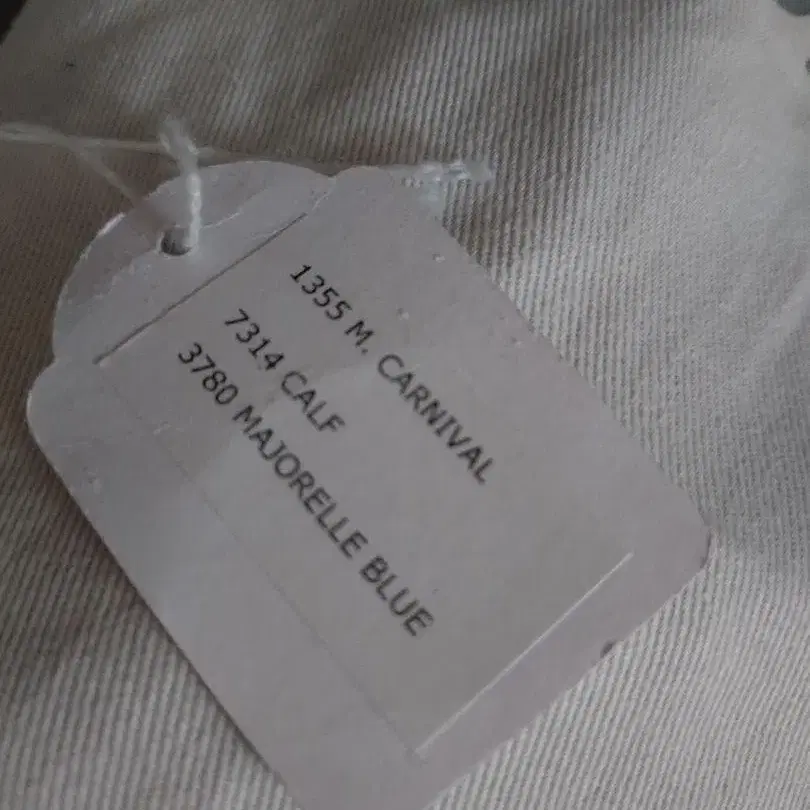 1355 M. CARNIVAL
7314 CALF
3780 MAJORELLE BLUE